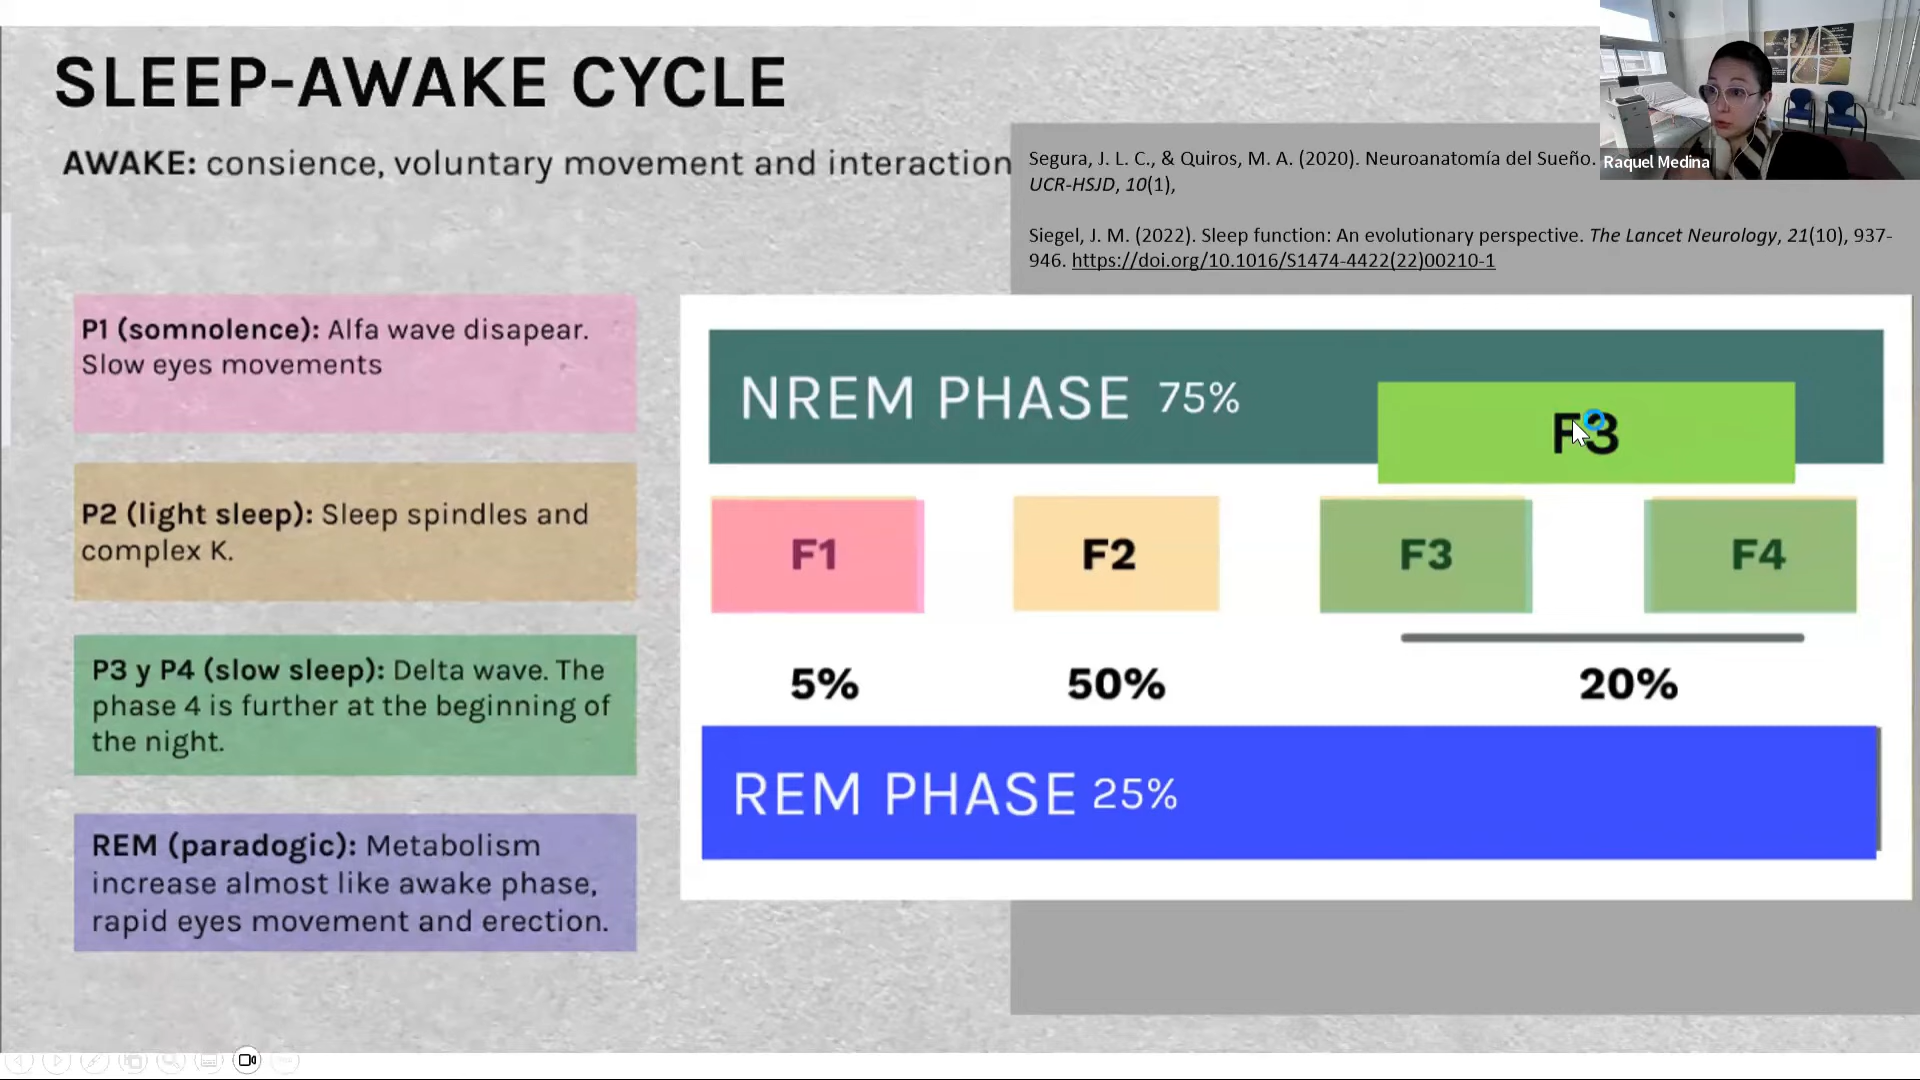 SLEEP-AWAKE CYCLE
AWAKE: consience, voluntary movement and interaction
Segura, J. L. C., & Quiros, M. A. (2020). Neuroanatomía del Sueño.
UCR-HSJD, 10(1),
Siegel, J. M. (2022). Sleep function: An evolutionary perspective. The Lancet Neurology, 21(10), 937-
946. https://doi.org/10.1016/S1474-4422(22)00210-1
Raquel Medina
P1 (somnolence): Alfa wave disapear.
Slow eyes movements
P2 (light sleep): Sleep spindles and
complex K.
P3 y P4 (slow sleep): Delta wave. The
phase 4 is further at the beginning of
the night.
REM (paradogic): Metabolism
increase almost like awake phase,
rapid eyes movement and erection.
NREM PHASE 75%
F3
F1
F2
F3
F4
5%
50%
20%
REM PHASE 25%